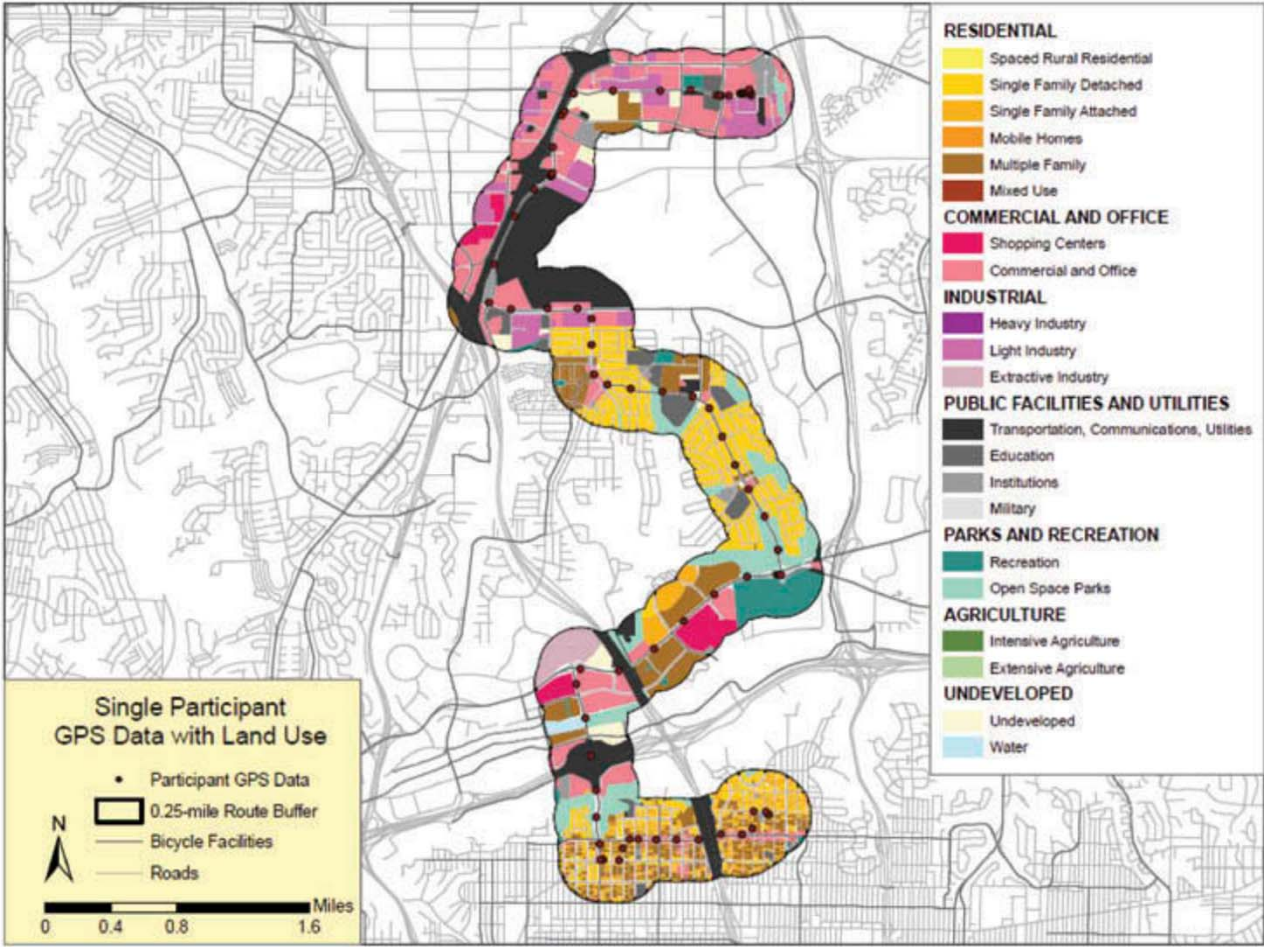 RESIDENTIAL
Spaced Rural Residential
Single Family Detached
Single Family Attached
Mobile Homes
Multiple Family
Mixed Use
COMMERCIAL AND OFFICE
Shopping Centers
Commercial and Office
INDUSTRIAL
Heavy Industry
Light Industry
Extractive Industry
PUBLIC FACILITIES AND UTILITIES
Transportation, Communications, Utilities
Education
Institutions
Military
PARKS AND RECREATION
Recreation
Open Space Parks
AGRICULTURE
Intensive Agriculture
Extensive Agriculture
UNDEVELOPED
Undeveloped
Water
Single Participant
GPS Data with Land Use
Participant GPS Data
0.25-mile Route Buffer
Bicycle Facilities
Roads
N
Miles
0 0.4 0.8 1.6